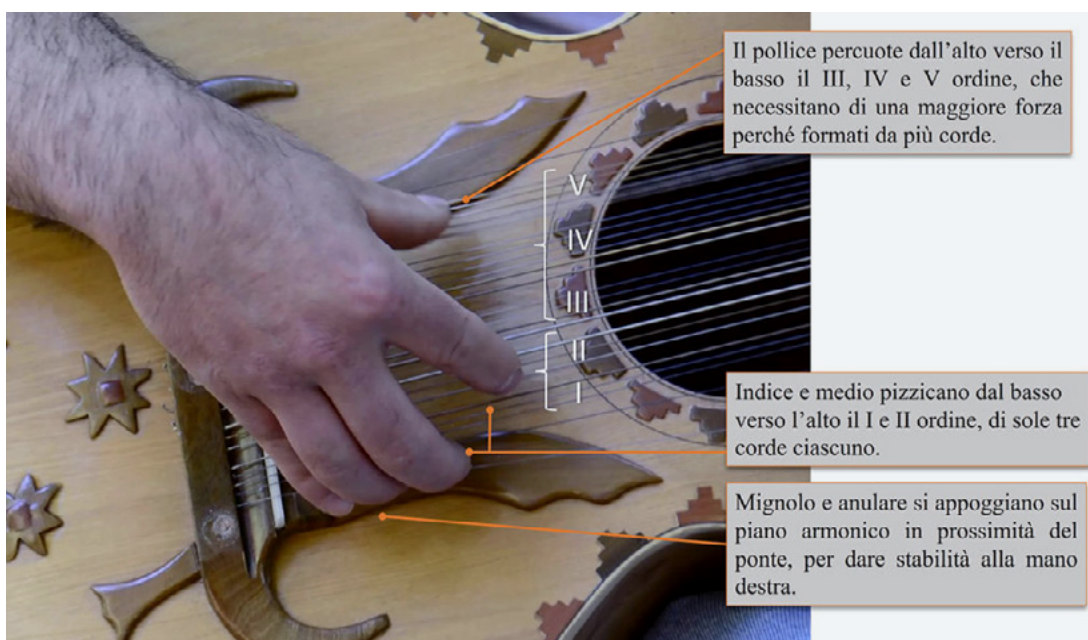 Il pollice percuote dall'alto verso il
basso il III, IV e V ordine, che
necessitano di una maggiore forza
perché formati da più corde.
V
IV
III
II
I
Indice e medio pizzicano dal basso
verso l'alto il I e II ordine, di sole tre
corde ciascuno.
Mignolo e anulare si appoggiano sul
piano armonico in prossimità del
ponte, per dare stabilità alla mano
destra.